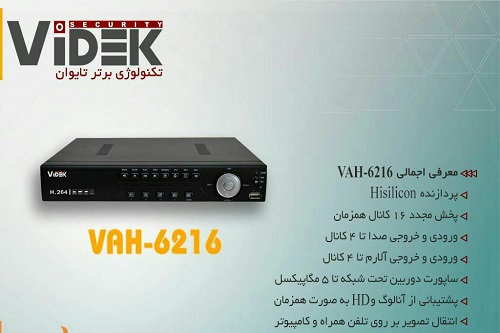 SECURITY
ViDEK
تکنولوژی برتر تایوان
ViDEK
H.264
VAH-6216
معرفی اجمالی VAH-6216
پردازنده Hisilicon
پخش مجدد ۱۶ کانال همزمان
ورودی و خروجی صدا تا ۴ کانال
ورودی و خروجی آلارم تا ۴ کانال
ساپورت دوربین تحت شبکه تا ۵ مگاپیکسل
پشتیبانی از آنالوگ و HD به صورت همزمان
انتقال تصویر بر روی تلفن همراه و کامپیوتر